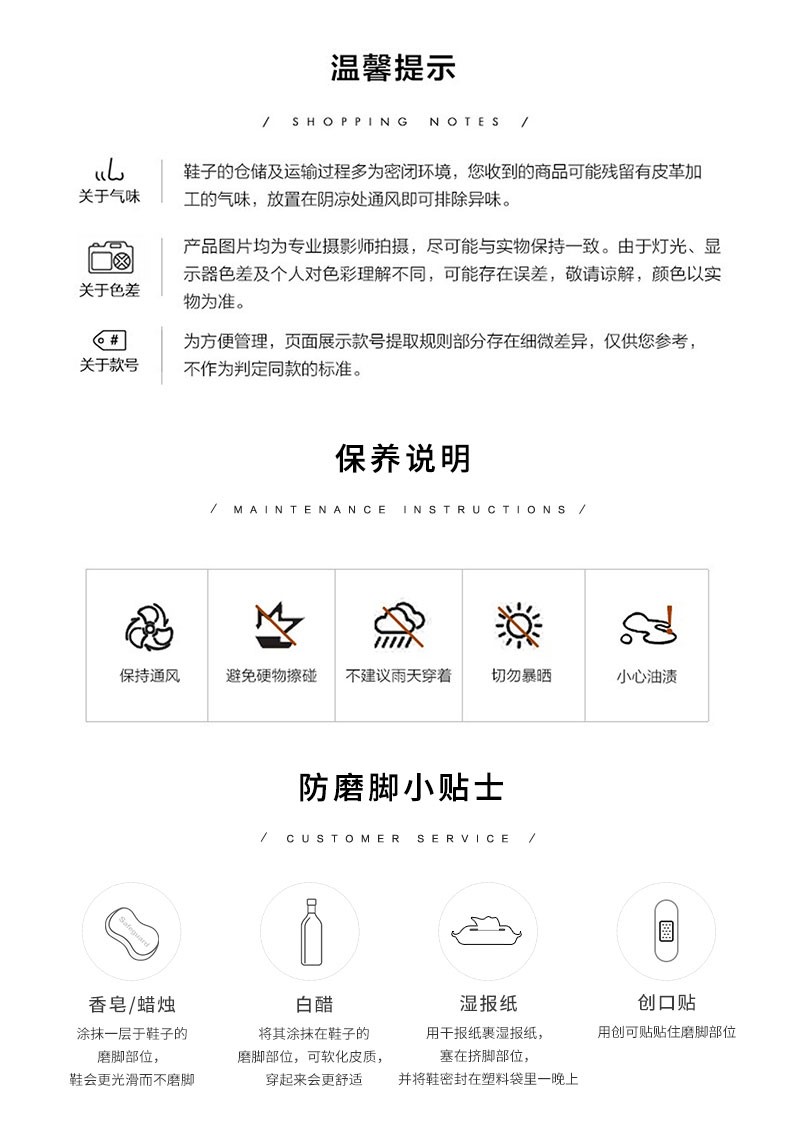 温馨提示
/ SHOPPING NOTES /
关于气味
鞋子的仓储及运输过程多为密闭环境，您收到的商品可能残留有皮革加
工的气味，放置在阴凉处通风即可排除异味。
关于色差
产品图片均为专业摄影师拍摄，尽可能与实物保持一致。由于灯光、显
示器色差及个人对色彩理解不同，可能存在误差，敬请谅解，颜色以实
物为准。
#
关于款号
为方便管理，页面展示款号提取规则部分存在细微差异，仅供您参考，
不作为判定同款的标准。
保养说明
/ MAINTENANCE INSTRUCTIONS /
保持通风
避免硬物擦碰
不建议雨天穿着
切勿暴晒
小心油渍
防磨脚小贴士
/ CUSTOMER SERVICE /
Safeguard
香皂/蜡烛
涂抹一层于鞋子的
磨脚部位，
鞋会更光滑而不磨脚
白醋
将其涂抹在鞋子的
磨脚部位，可软化皮质，
穿起来会更舒适
湿报纸
用干报纸裹湿报纸，
塞在挤脚部位，
并将鞋密封在塑料袋里一晚上
创口贴
用创可贴贴住磨脚部位